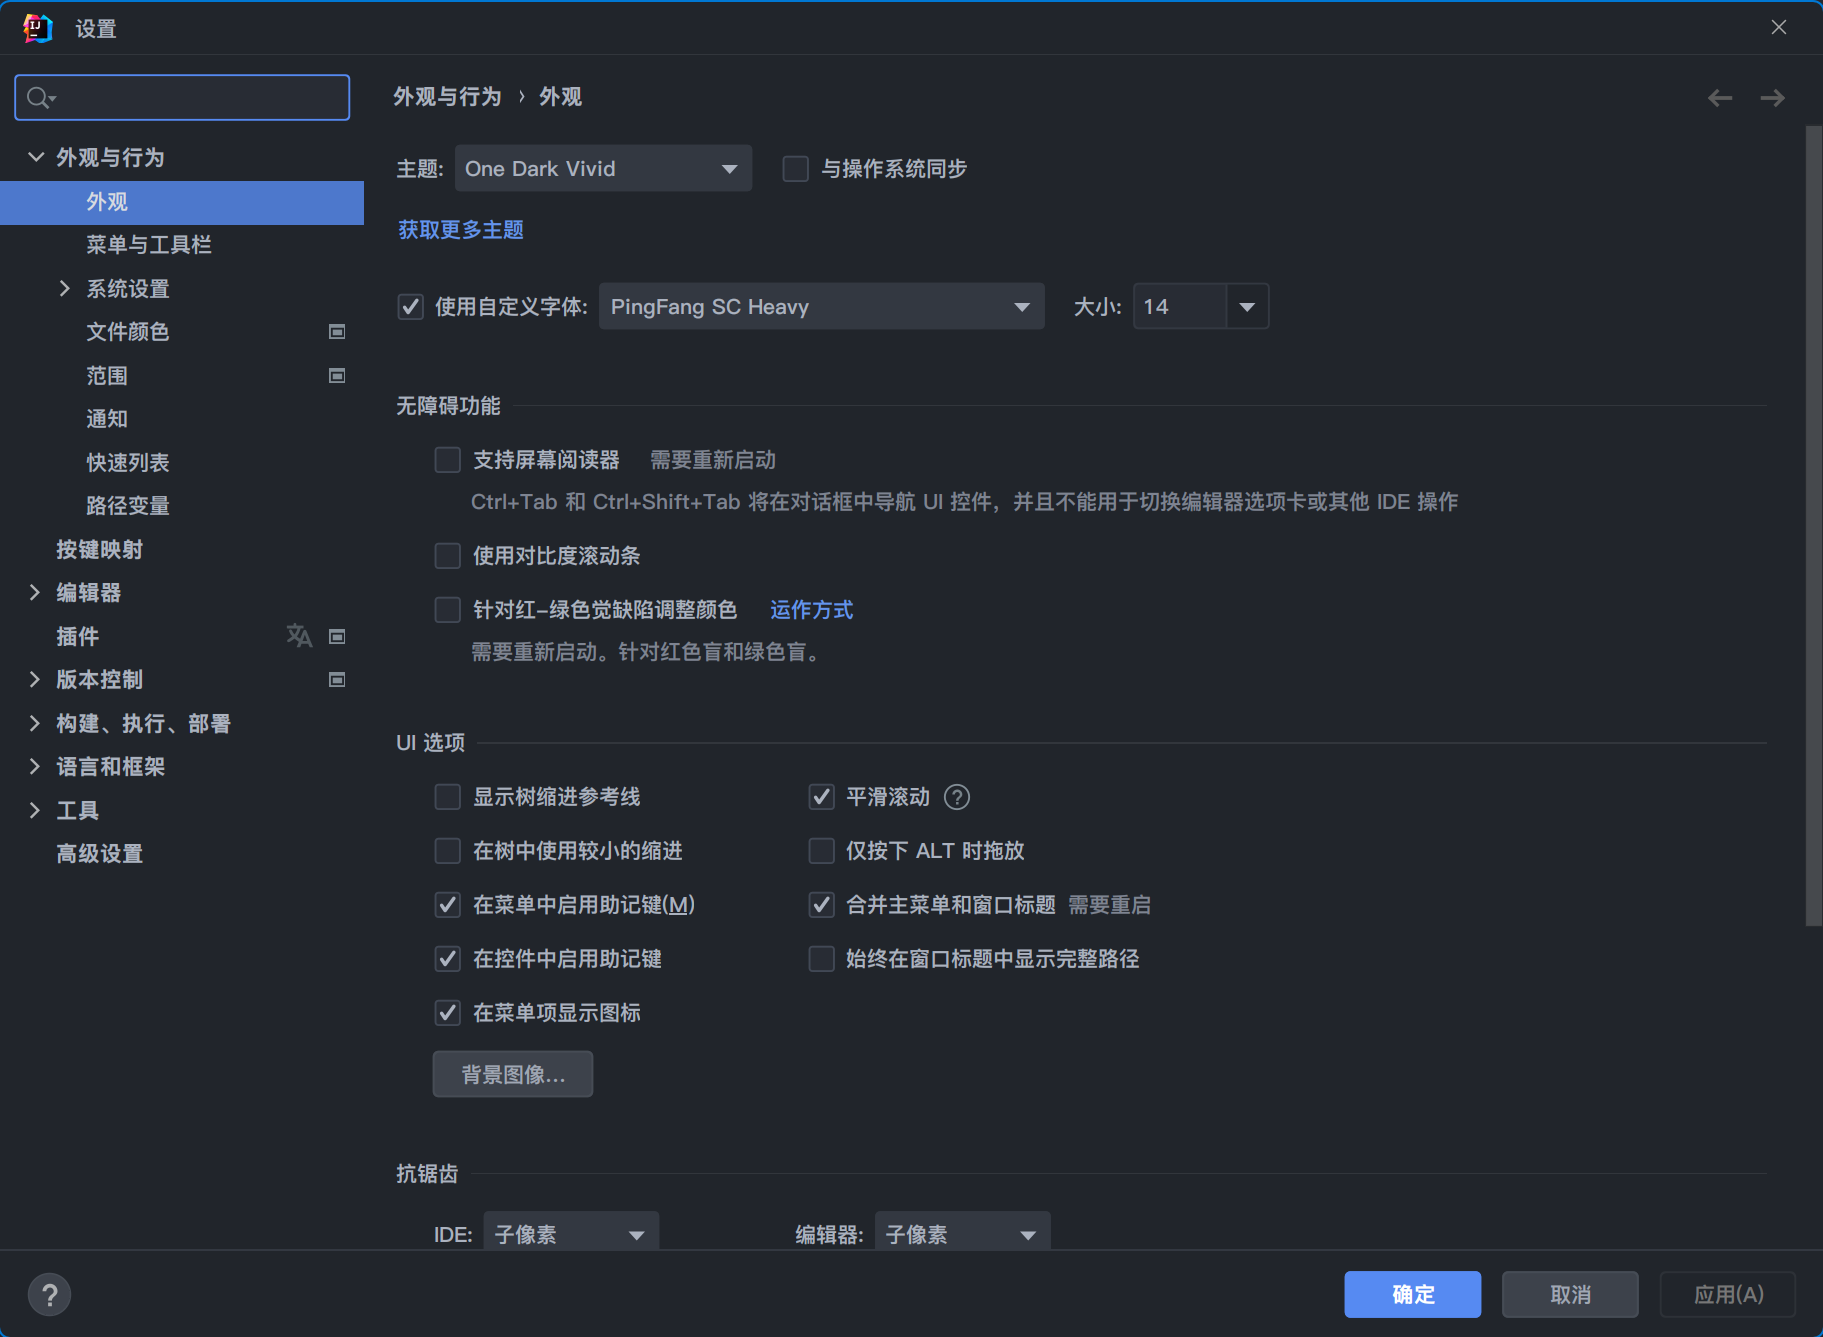 设置
外观与行为 › 外观
外观与行为
外观
菜单与工具栏
系统设置
文件颜色
范围
通知
快速列表
路径变量
按键映射
编辑器
插件
版本控制
构建、执行、部署
语言和框架
工具
高级设置
主题: One Dark Vivid 与操作系统同步
获取更多主题
使用自定义字体: PingFang SC Heavy 大小: 14
无障碍功能
支持屏幕阅读器 需要重新启动
Ctrl+Tab 和 Ctrl+Shift+Tab 将在对话框中导航 UI 控件，并且不能用于切换编辑器选项卡或其他 IDE 操作
使用对比度滚动条
针对红-绿色觉缺陷调整颜色 运作方式
需要重新启动。针对红色盲和绿色盲。
UI 选项
显示树缩进参考线 平滑滚动 ?
在树中使用较小的缩进 仅按下 ALT 时拖放
在菜单中启用助记键(M) 合并主菜单和窗口标题 需要重启
在控件中启用助记键 始终在窗口标题中显示完整路径
在菜单项显示图标
背景图像...
抗锯齿
IDE: 子像素 编辑器: 子像素
? 确定 取消 应用(A)